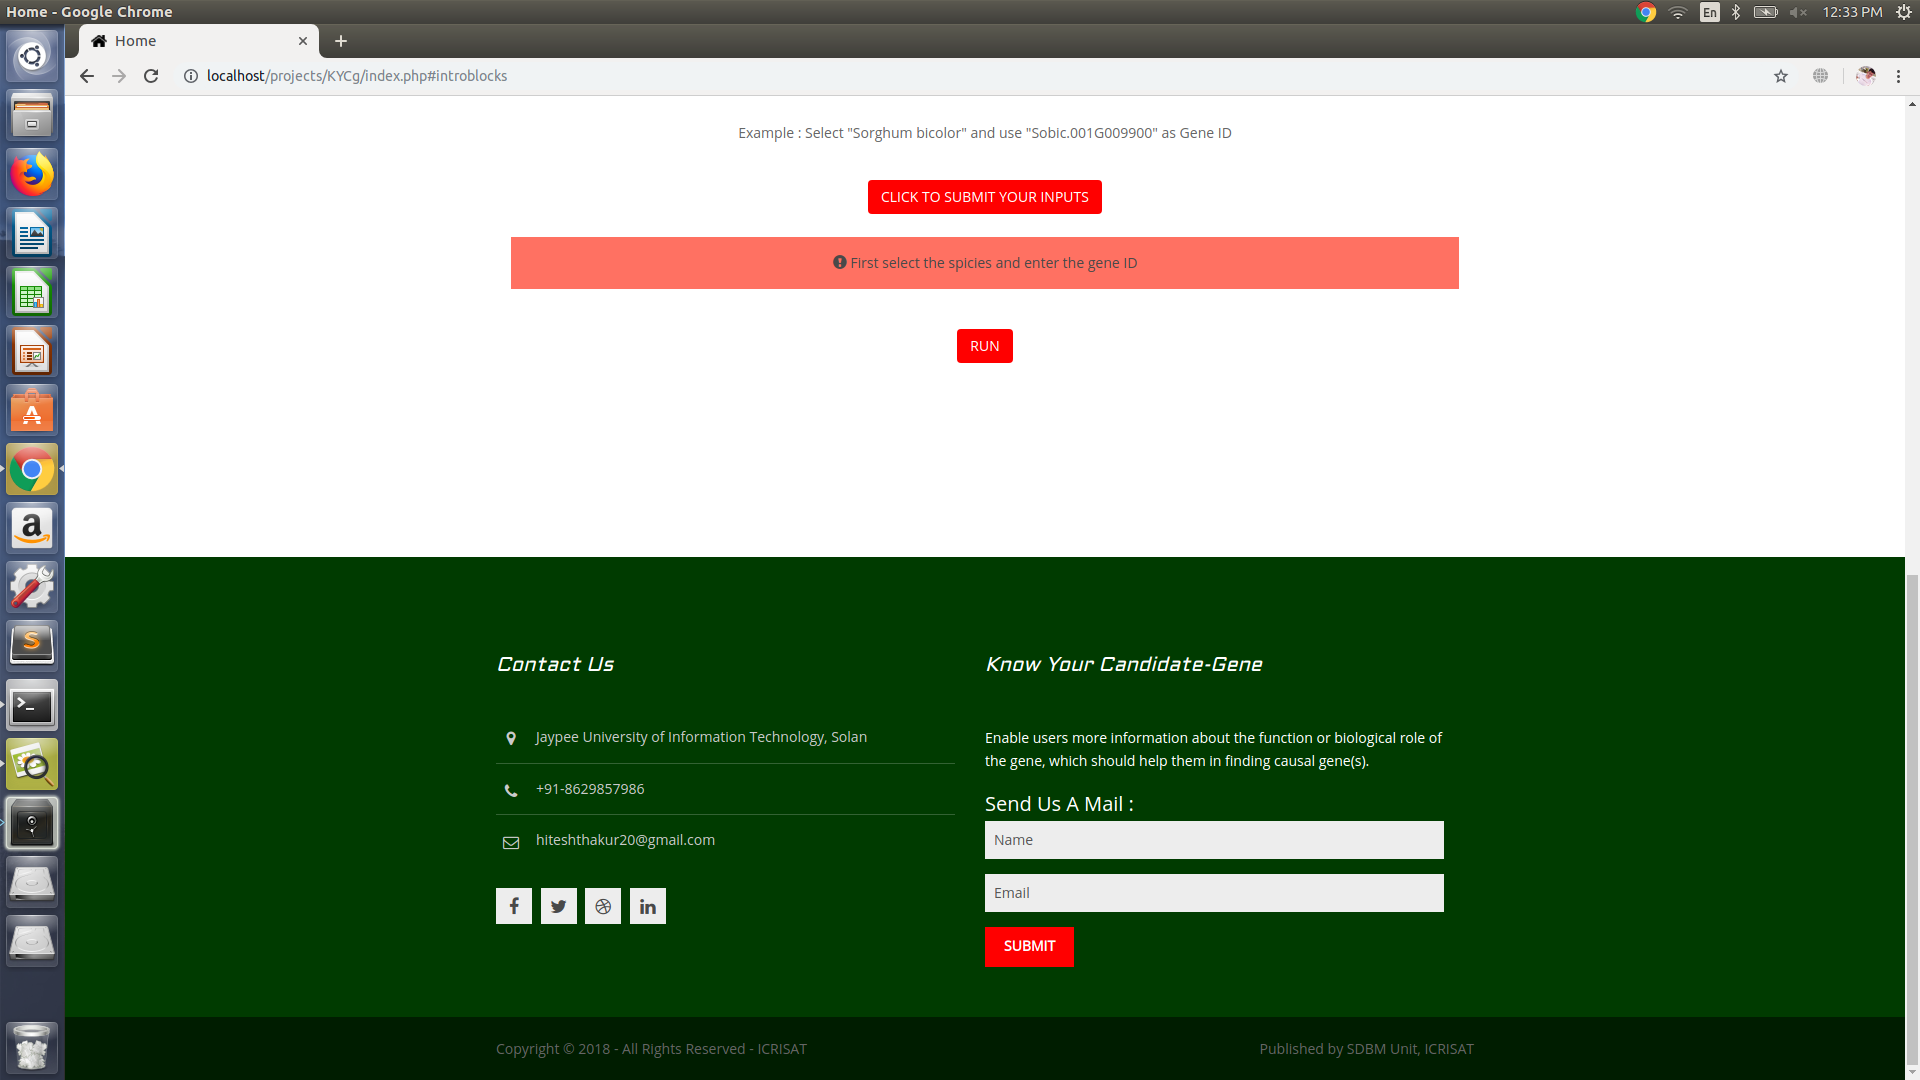 Home - Google Chrome
En
12:33 PM
Home
localhost/projects/KYCg/index.php#introblocks
Example : Select "Sorghum bicolor" and use "Sobic.001G009900" as Gene ID
CLICK TO SUBMIT YOUR INPUTS
First select the spicies and enter the gene ID
RUN
Contact Us
Jaypee University of Information Technology, Solan
+91-8629857986
hiteshthakur20@gmail.com
Know Your Candidate-Gene
Enable users more information about the function or biological role of
the gene, which should help them in finding causal gene(s).
Send Us A Mail :
Name
Email
SUBMIT
Copyright © 2018 - All Rights Reserved - ICRISAT
Published by SDBM Unit, ICRISAT